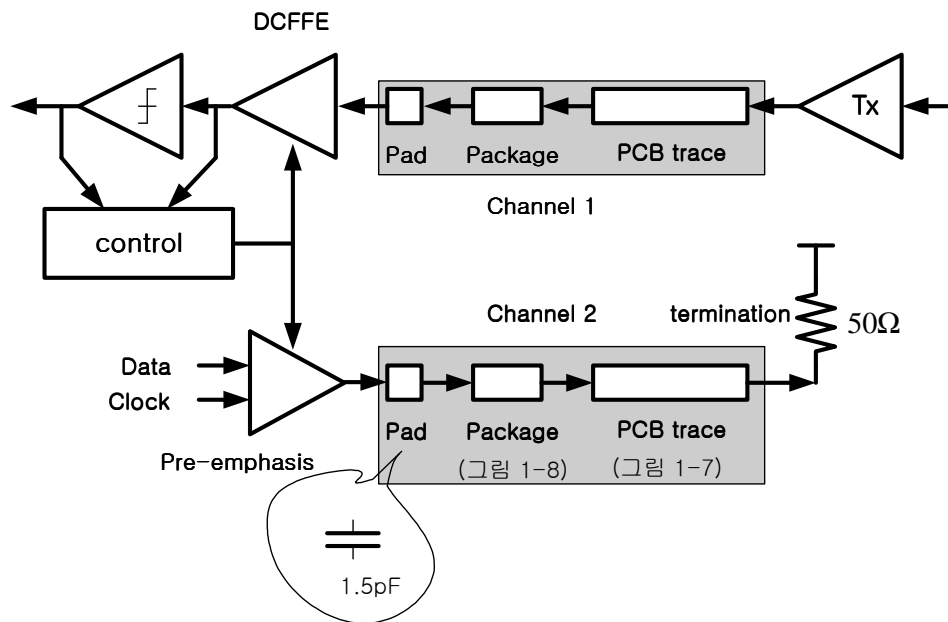 DCFFE
Tx
Pad
Package
PCB trace
Channel 1
control
Channel 2
termination
50Ω
Data
Clock
Pad
Package
PCB trace
Pre-emphasis
(그림 1-8)
(그림 1-7)
1.5pF